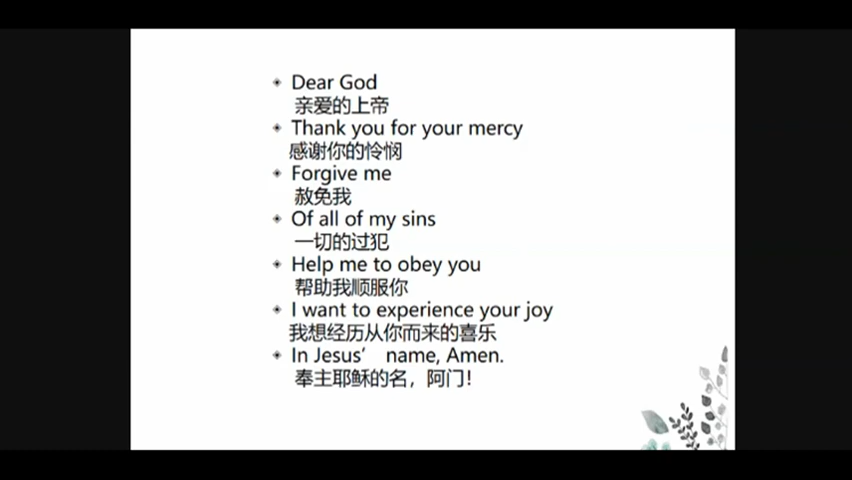 Dear God
亲爱的上帝
Thank you for your mercy
感谢你的怜悯
Forgive me
赦免我
Of all of my sins
一切的过犯
Help me to obey you
帮助我顺服你
I want to experience your joy
我想经历从你而来的喜乐
In Jesus’ name, Amen.
奉主耶稣的名，阿门！